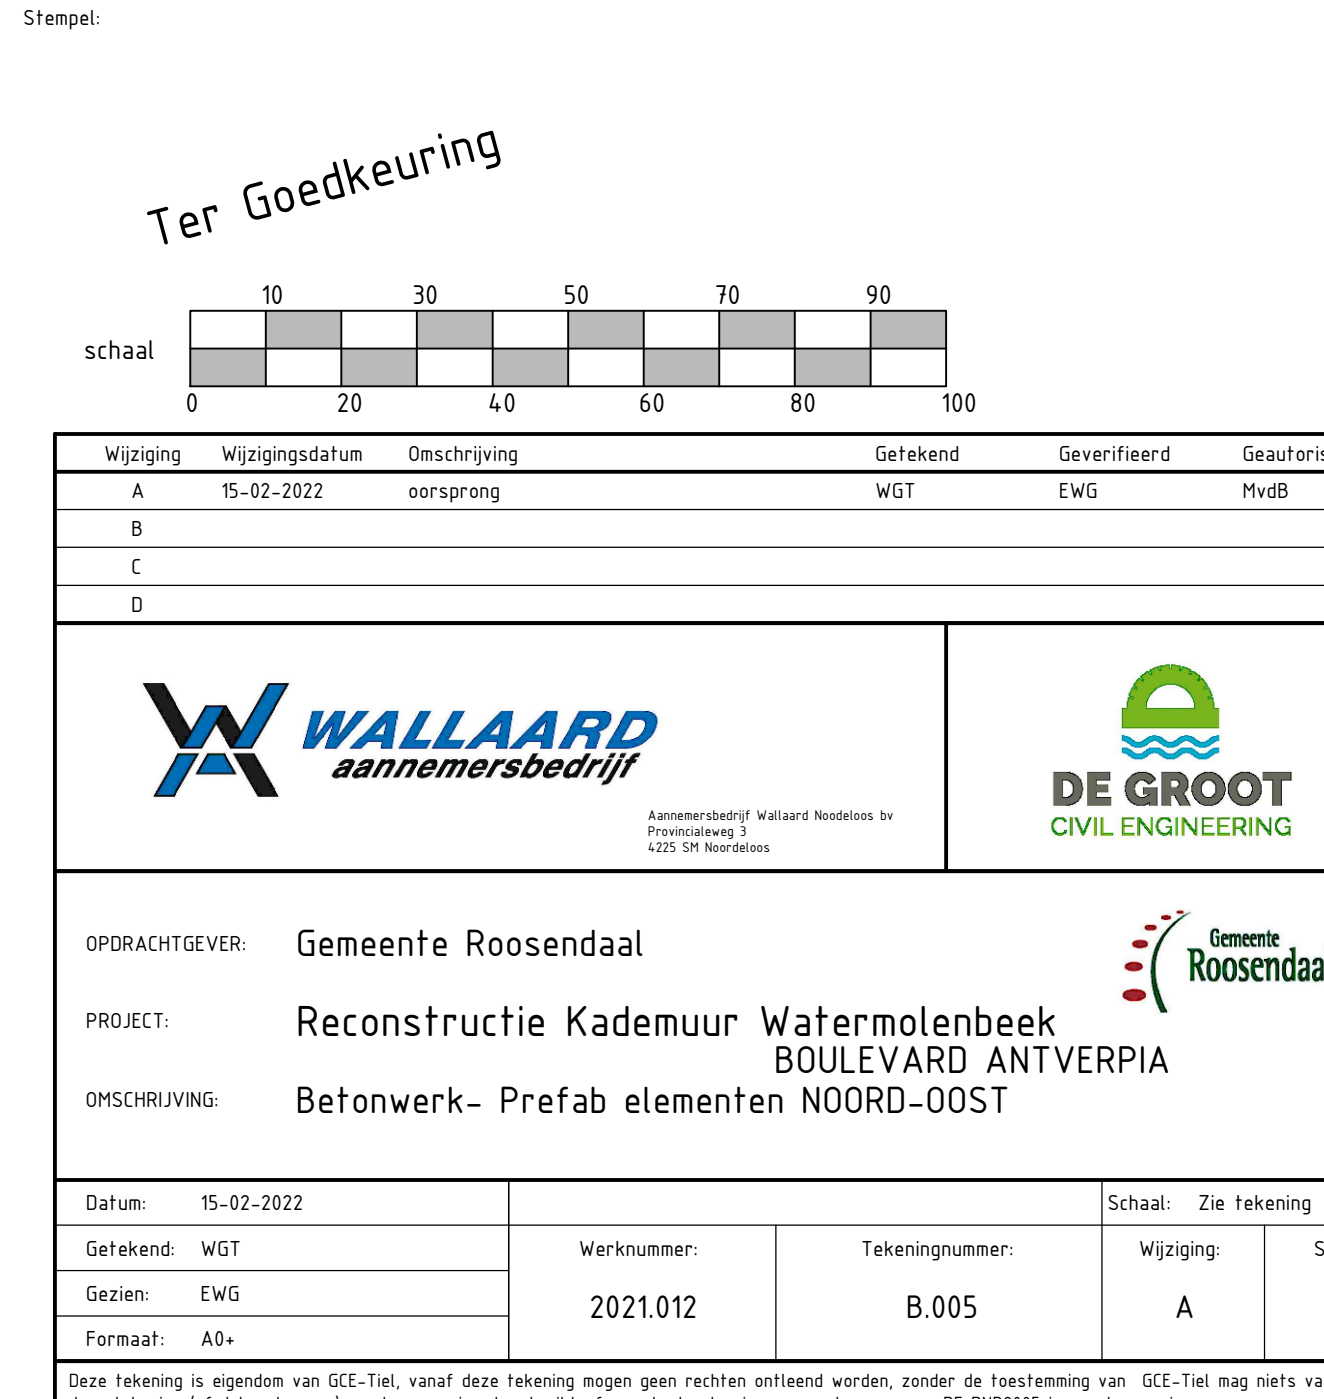 Stempel:
Ter Goedkeuring
10 30 50 70 90
schaal
0 20 40 60 80 100
Wijziging Wijzigingsdatum Omschrijving Getekend Geverifieerd Geautoris
A 15-02-2022 oorsprong WGT EWG MvdB
B
C
D
WALLAARD
aannemersbedrijf
Aannemersbedrijf Wallaard Noodeloos bv
Provincialeweg 3
4225 SM Noordeloos
DE GROOT
CIVIL ENGINEERING
OPDRACHTGEVER: Gemeente Roosendaal
Gemeente
Roosendaa
PROJECT: Reconstructie Kademuur Watermolenbeek
BOULEVARD ANTVERPIA
OMSCHRIJVING: Betonwerk- Prefab elementen NOORD-OOST
Datum: 15-02-2022 Schaal: Zie tekening
Getekend: WGT Werknummer: Tekeningnummer: Wijziging: S
Gezien: EWG 2021.012 B.005 A
Formaat: A0+
Deze tekening is eigendom van GCE-Tiel, vanaf deze tekening mogen geen rechten ontleend worden, zonder de toestemming van GCE-Tiel mag niets va